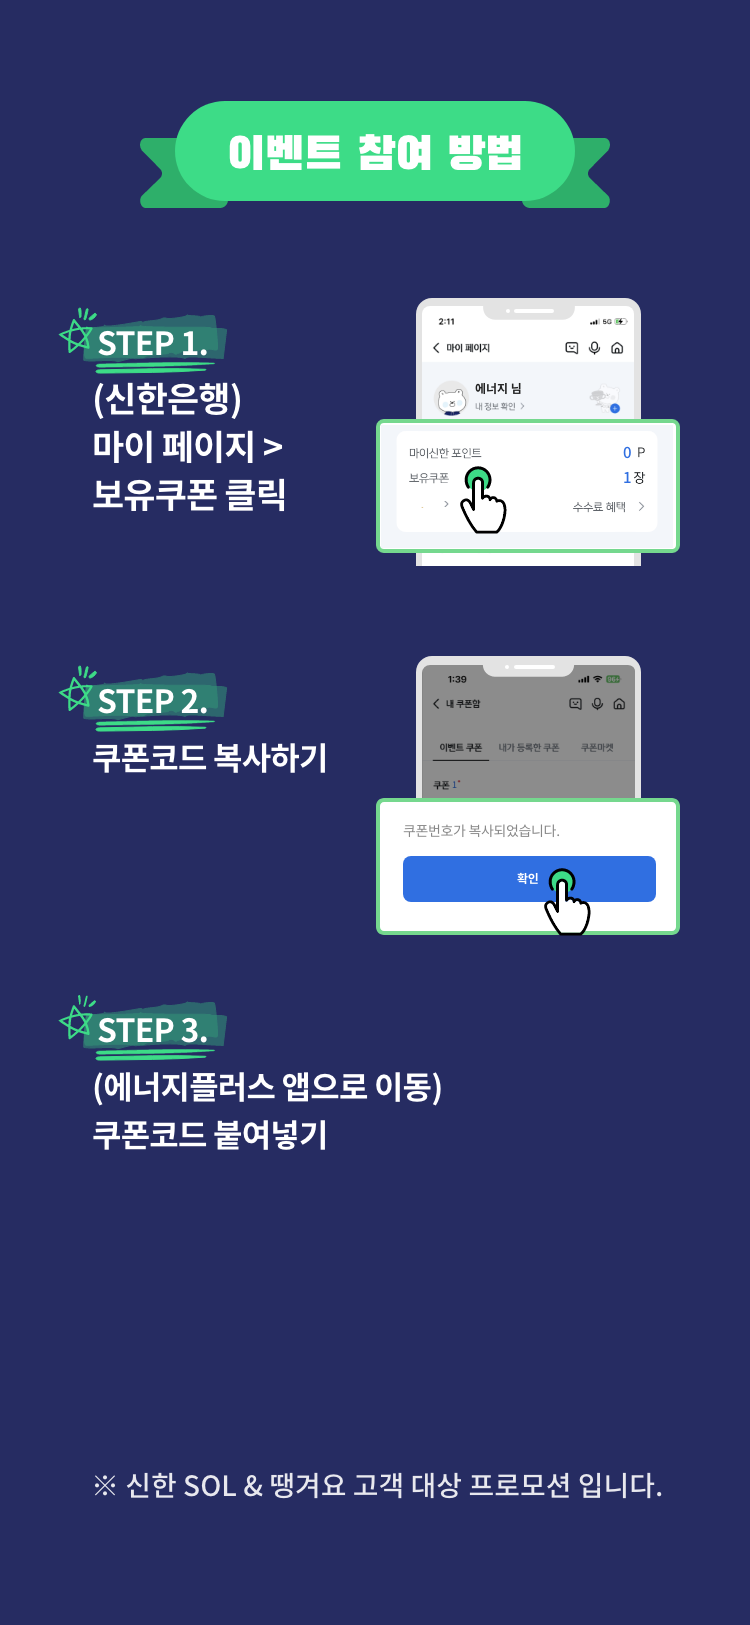 이벤트 참여 방법
STEP 1.
(신한은행)
마이 페이지 >
보유쿠폰 클릭
2:11
5G
마이 페이지
에너지 님
내 정보 확인 >
마이신한 포인트 0 P
보유쿠폰 1 장
수수료 혜택 >
STEP 2.
쿠폰코드 복사하기
1:39
내 쿠폰함
이벤트 쿠폰 내가 등록한 쿠폰 쿠폰마켓
쿠폰 1
쿠폰번호가 복사되었습니다.
확인
STEP 3.
(에너지플러스 앱으로 이동)
쿠폰코드 붙여넣기
※ 신한 SOL & 땡겨요 고객 대상 프로모션 입니다.